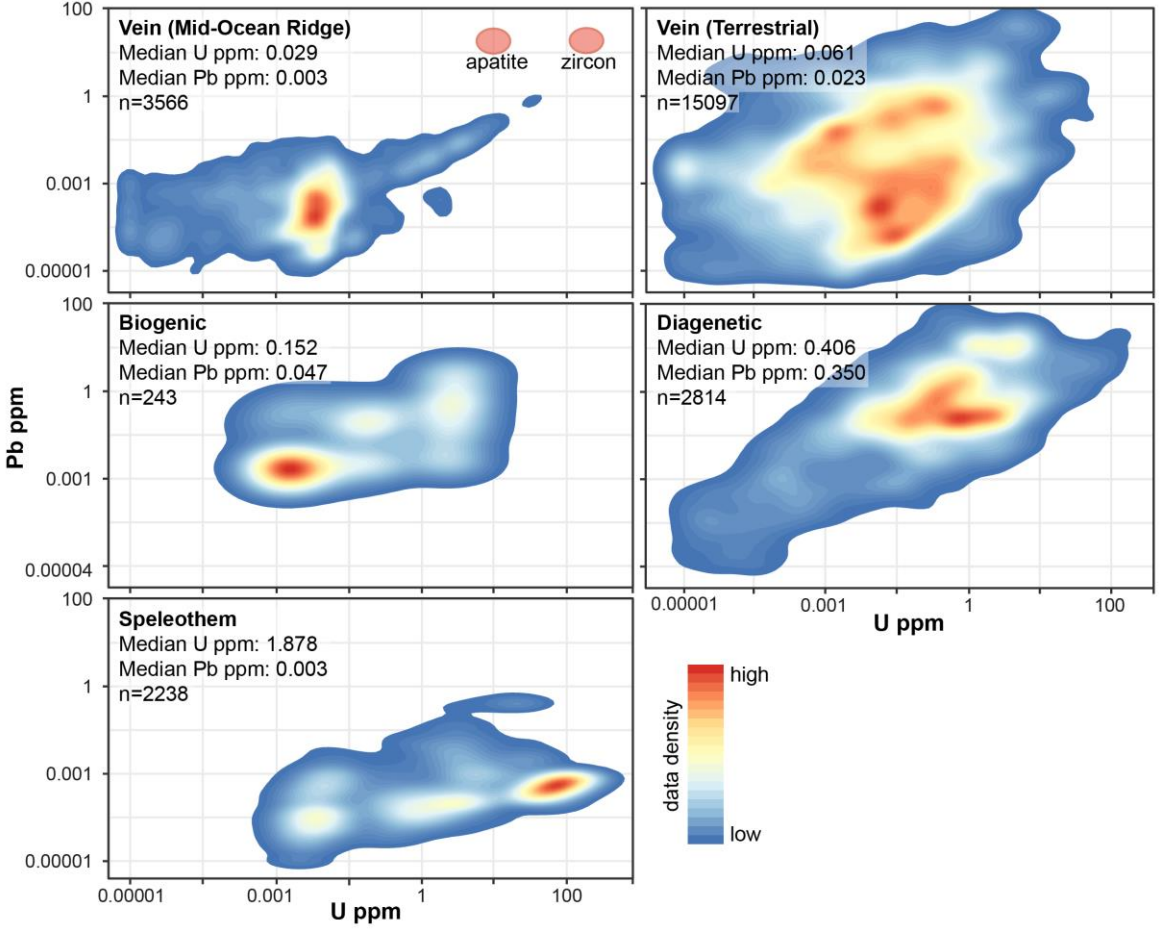 Vein (Mid-Ocean Ridge)
Median U ppm: 0.029
Median Pb ppm: 0.003
n=3566
apatite
zircon
100
1
0.001
0.00001
Vein (Terrestrial)
Median U ppm: 0.061
Median Pb ppm: 0.023
n=15097
Biogenic
Median U ppm: 0.152
Median Pb ppm: 0.047
n=243
100
1
0.001
0.00004
Pb ppm
Diagenetic
Median U ppm: 0.406
Median Pb ppm: 0.350
n=2814
0.00001
0.001
1
100
U ppm
Speleothem
Median U ppm: 1.878
Median Pb ppm: 0.003
n=2238
100
1
0.001
0.00001
0.00001
0.001
1
100
U ppm
data density
high
low